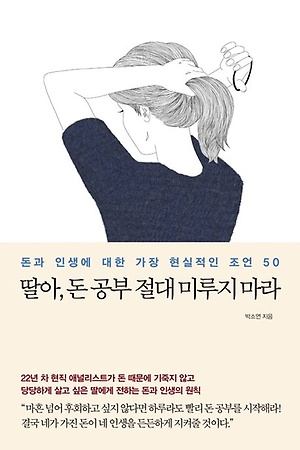 돈과 인생에 대한 가장 현실적인 조언 50
딸아, 돈 공부 절대 미루지 마라
박소연 지음
22년 차 현직 애널리스트가 돈 때문에 기죽지 않고
당당하게 살고 싶은 딸에게 전하는 돈과 인생의 원칙
“마흔 넘어 후회하고 싶지 않다면 하루라도 빨리 돈 공부를 시작해라!
결국 네가 가진 돈이 네 인생을 든든하게 지켜줄 것이다.”